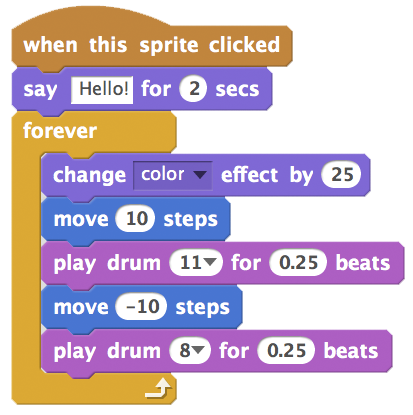 when this sprite clicked
say Hello! for 2 secs
forever
change color effect by 25
move 10 steps
play drum 11 for 0.25 beats
move -10 steps
play drum 8 for 0.25 beats